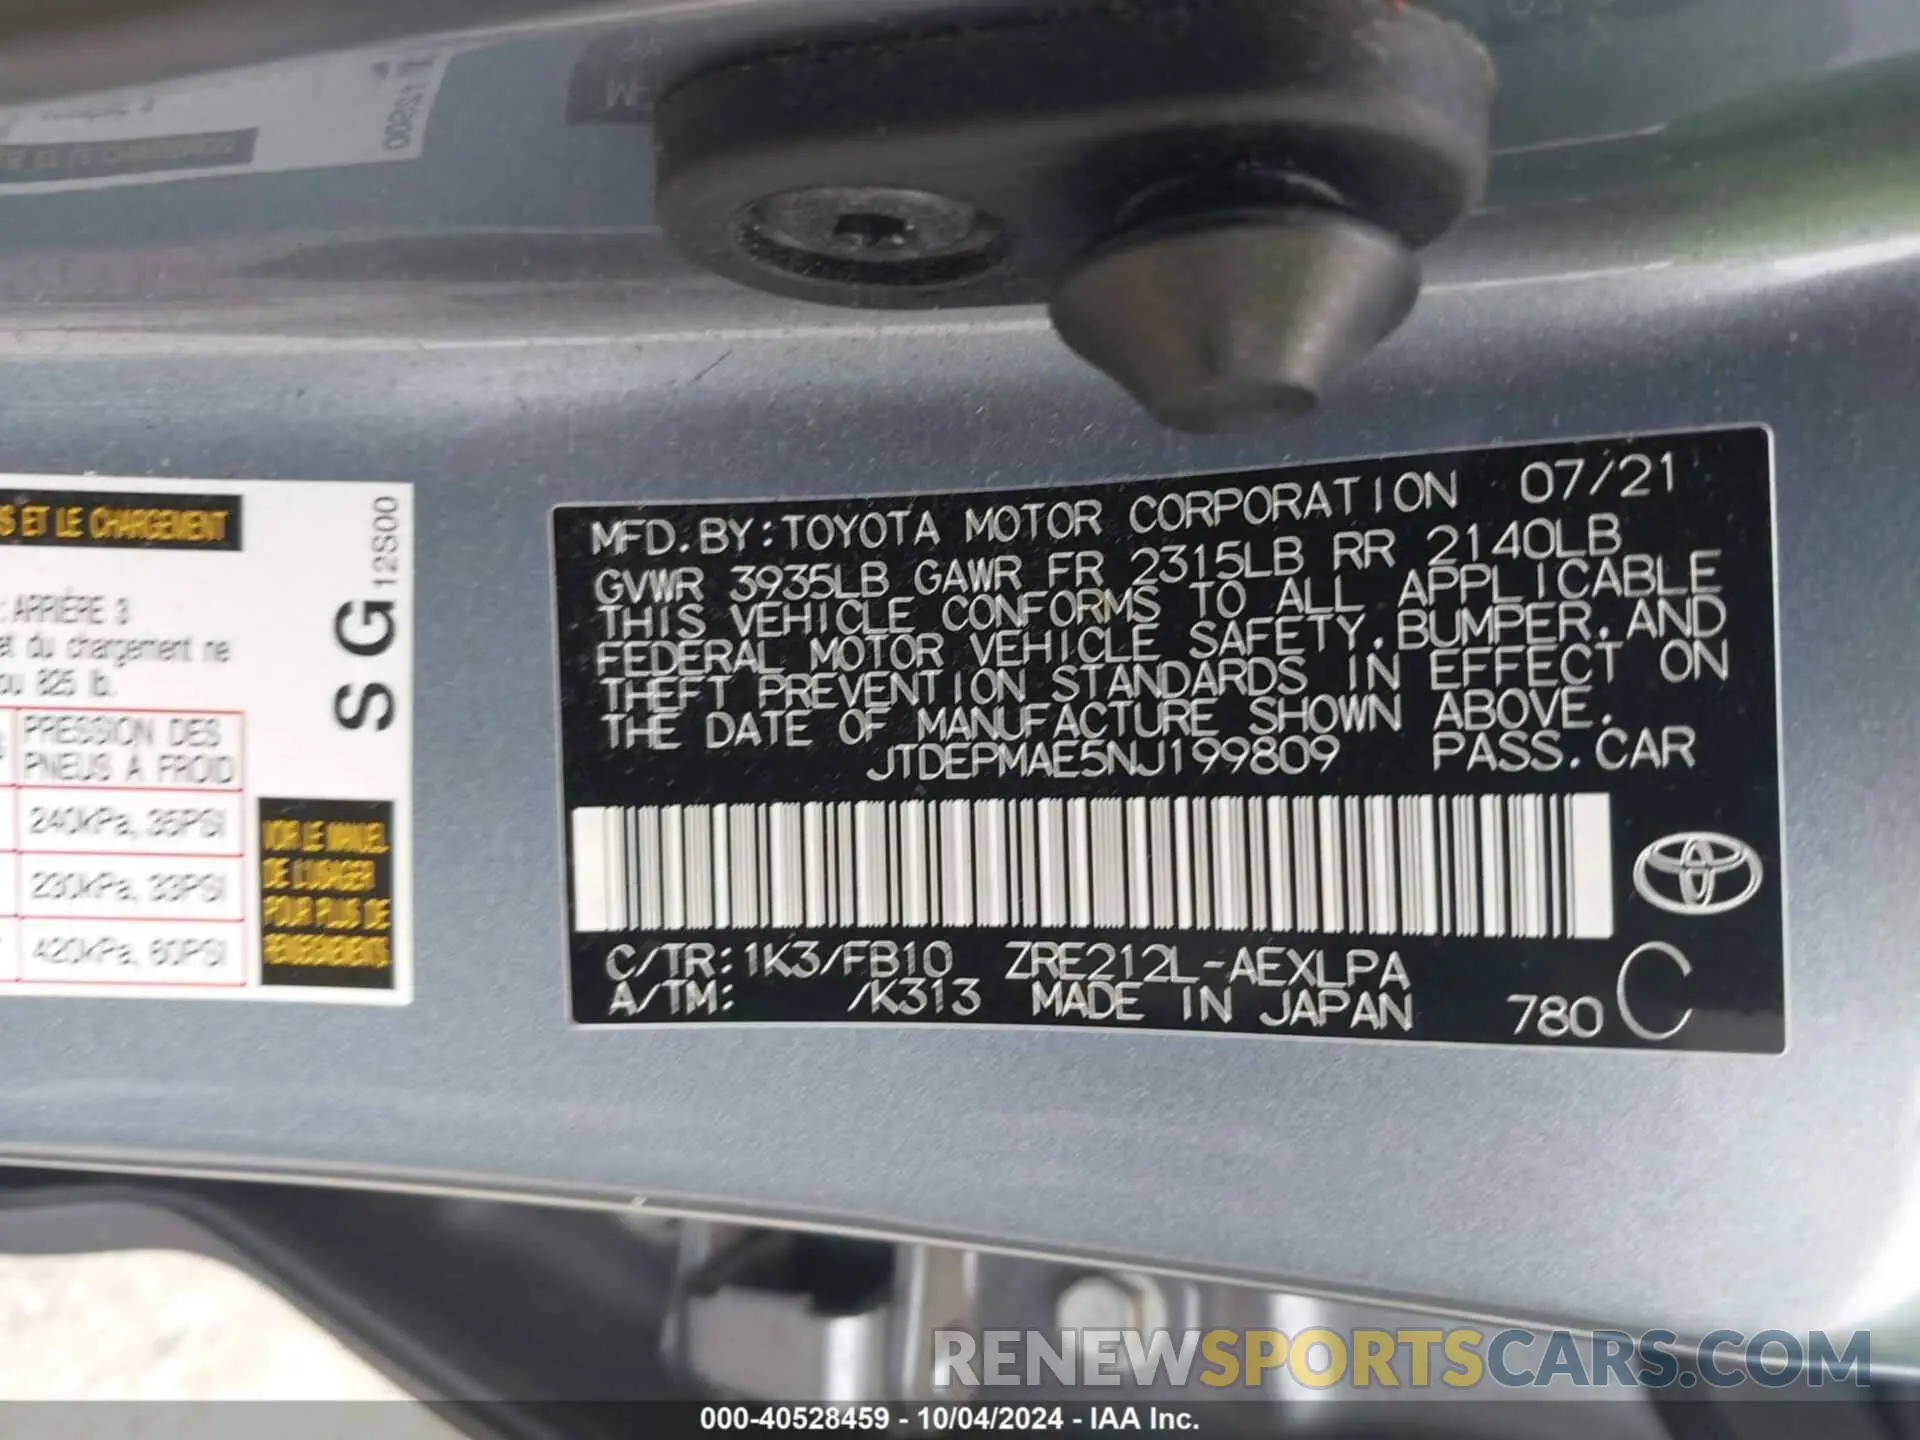 12S00
S ET LE CHARGEMENT
: ARRIÈRE 3
et du chargement ne
ou 825 lb.
S G
12S00
PRESSION DES
PNEUS À FROID
240kPa, 35PSI
230kPa, 33PSI
420kPa, 60PSI
VOIR LE MANUEL
DE L'USAGER
POUR PLUS DE
RENSEIGNEMENTS
MFD. BY: TOYOTA MOTOR CORPORATION 07/21
GVWR 3935LB GAWR FR 2315LB RR 2140LB
THIS VEHICLE CONFORMS TO ALL APPLICABLE
FEDERAL MOTOR VEHICLE SAFETY, BUMPER, AND
THEFT PREVENTION STANDARDS IN EFFECT ON
THE DATE OF MANUFACTURE SHOWN ABOVE.
JTDEPMAE5NJ199809 PASS. CAR
C/TR: 1K3/FB10 ZRE212L-AEXLPA
A/TM: /K313 MADE IN JAPAN 780 C
RENEWSPORTSCARS.COM
000-40528459 - 10/04/2024 - IAA Inc.